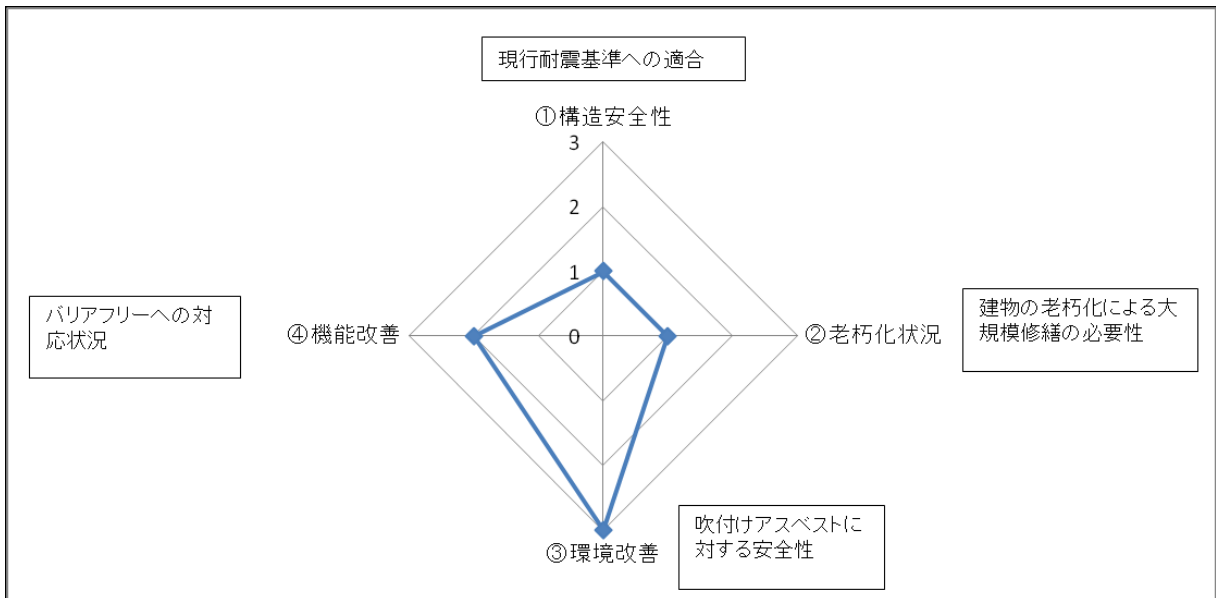 現行耐震基準への適合
①構造安全性
3
2
1
0
バリアフリーへの対
応状況
④機能改善
②老朽化状況
建物の老朽化による大
規模修繕の必要性
③環境改善
吹付けアスベストに
対する安全性